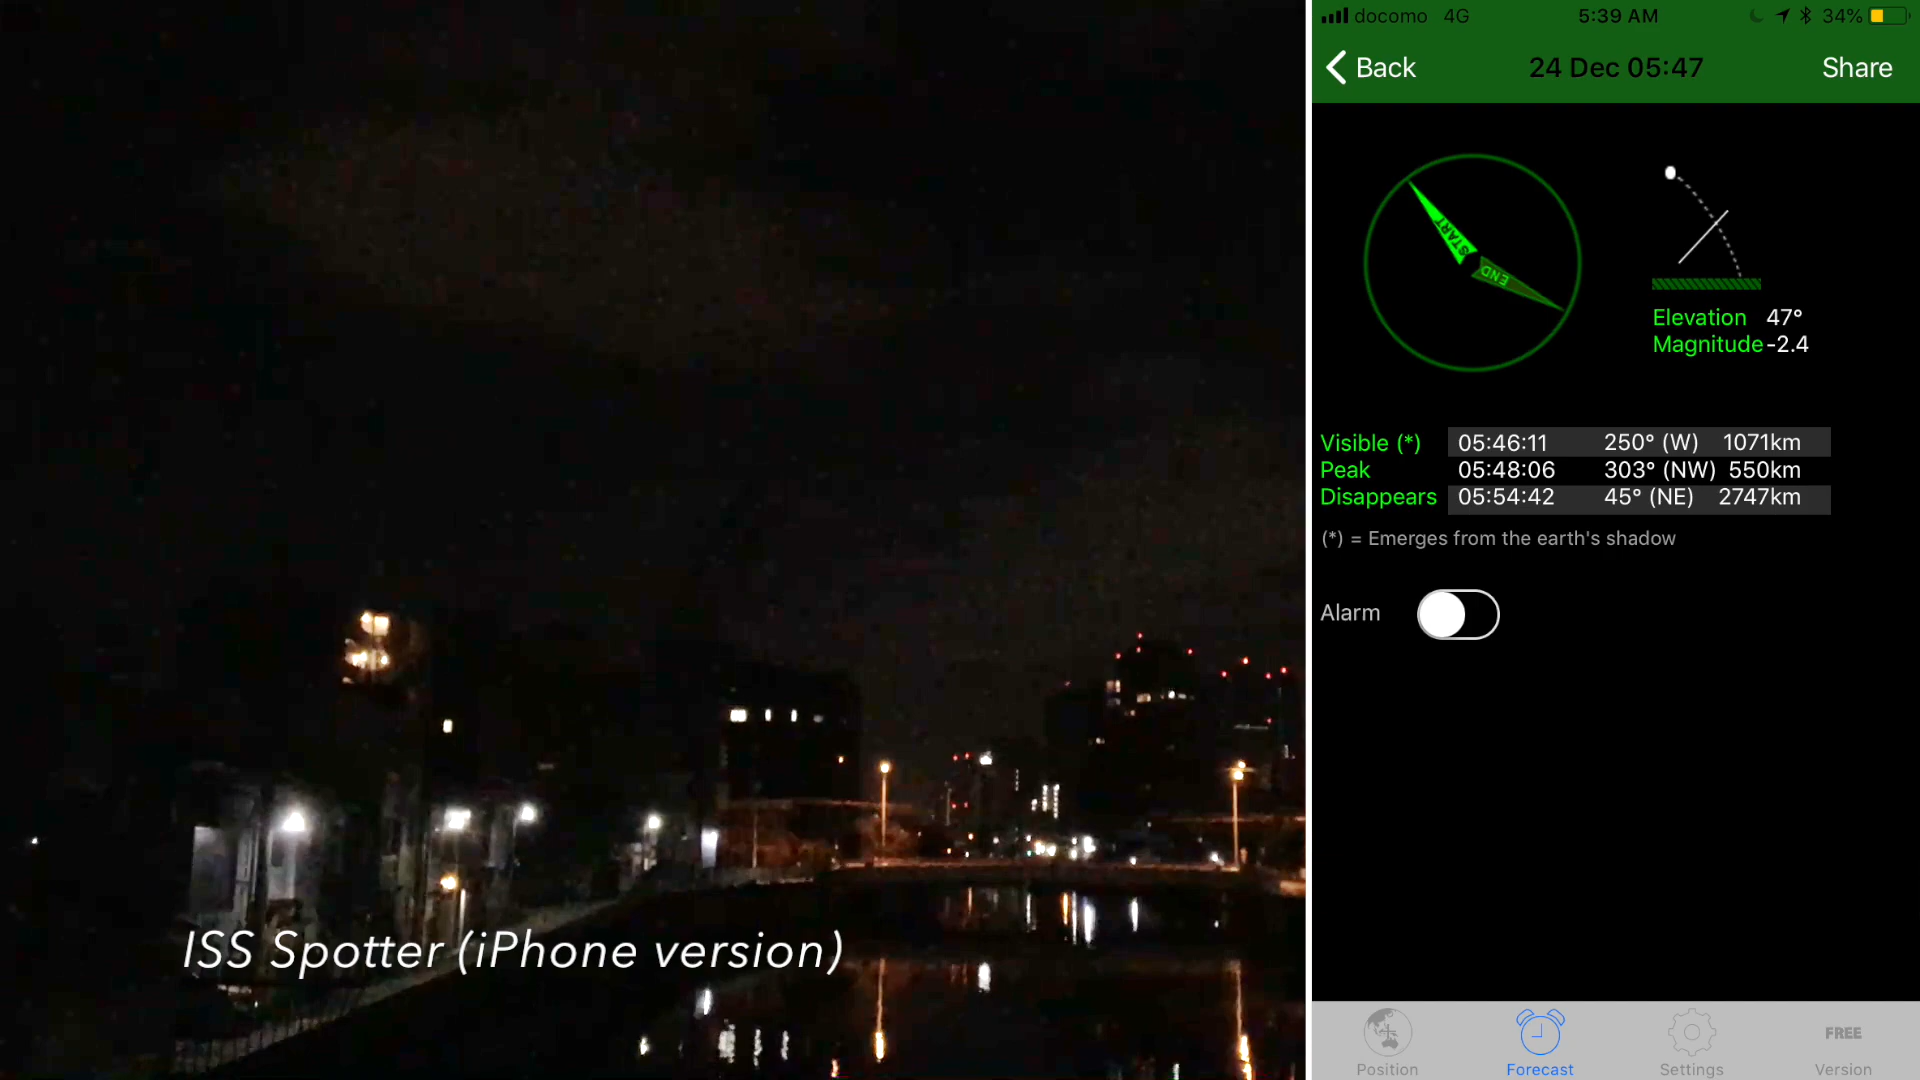 ISS Spotter (iPhone version)
docomo 4G 5:39 AM 34%
Back 24 Dec 05:47 Share
START
END
Elevation 47°
Magnitude -2.4
Visible (*) 05:46:11 250° (W) 1071km
Peak 05:48:06 303° (NW) 550km
Disappears 05:54:42 45° (NE) 2747km
(*) = Emerges from the earth's shadow
Alarm
FREE
Position Forecast Settings Version